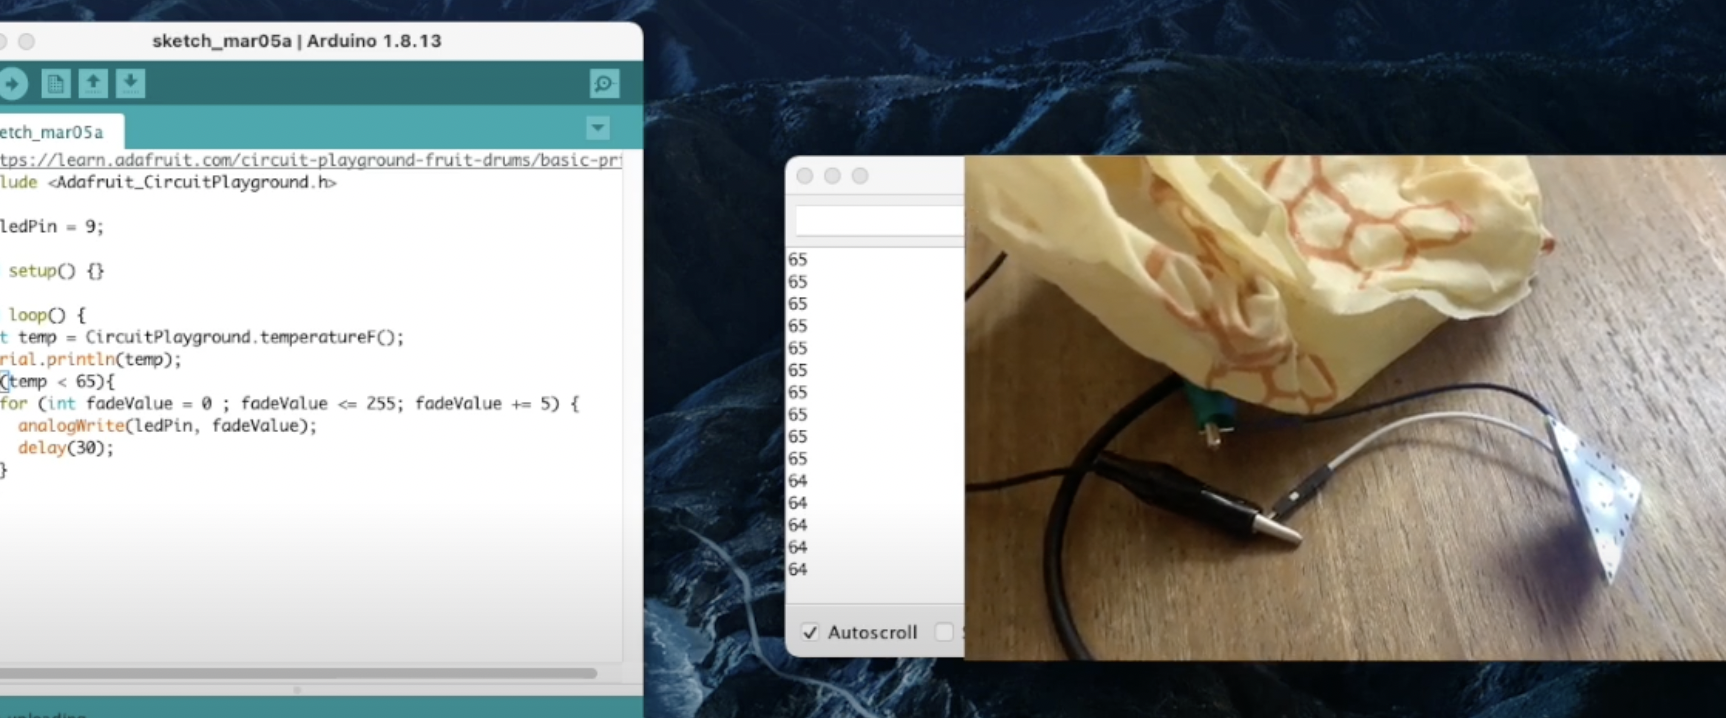 sketch_mar05a | Arduino 1.8.13
etch_mar05a
tps://learn.adafruit.com/circuit-playground-fruit-drums/basic-pri
lude <Adafruit_CircuitPlayground.h>
ledPin = 9;
setup() {}
loop() {
t temp = CircuitPlayground.temperatureF();
rial.println(temp);
(temp < 65){
for (int fadeValue = 0 ; fadeValue <= 255; fadeValue += 5) {
analogWrite(ledPin, fadeValue);
delay(30);
}
65
65
65
65
65
65
65
65
65
65
64
64
64
64
64
Autoscroll